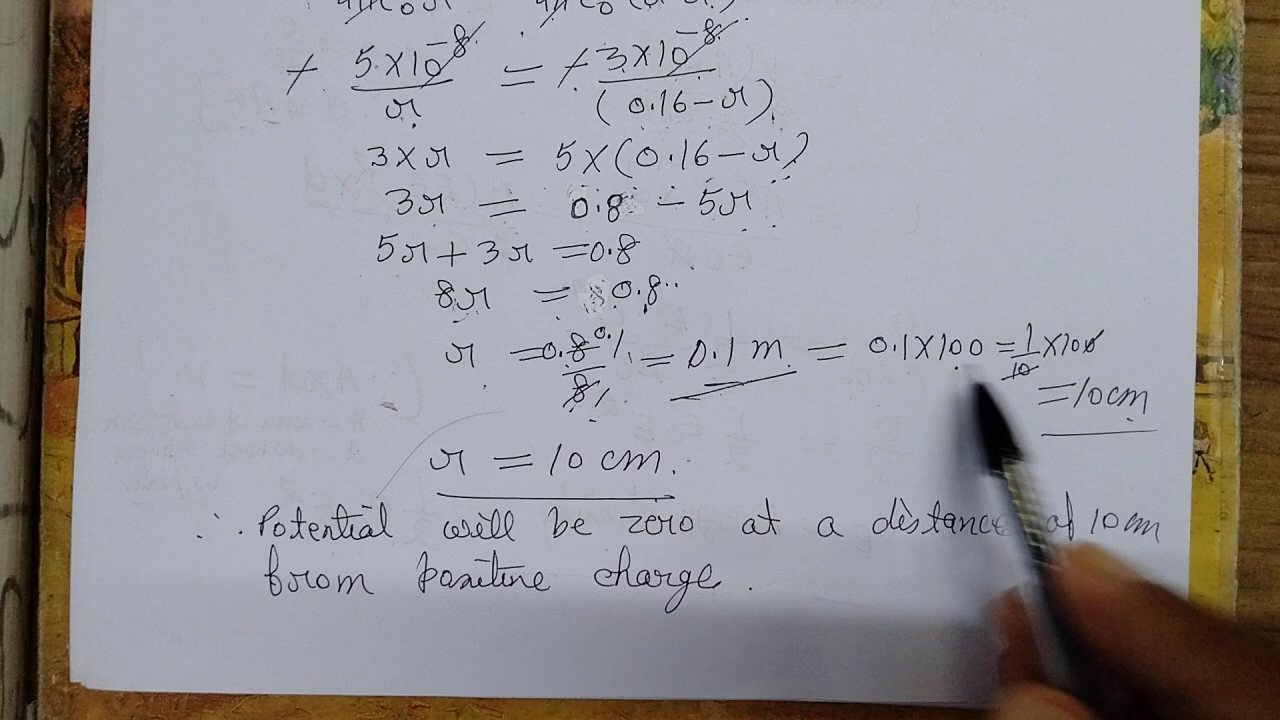 5×10⁻⁸/r = 3×10⁻⁸/(0.16-r)
3×r = 5×(0.16-r)
3r = 0.8 - 5r
5r+3r =0.8
8r = 0.8
r =0.8/8 = 0.1 m = 0.1×100 =1/10×100
=10cm
r = 10 cm.
∴ Potential will be zero at a distance of 10 cm
from positive charge.